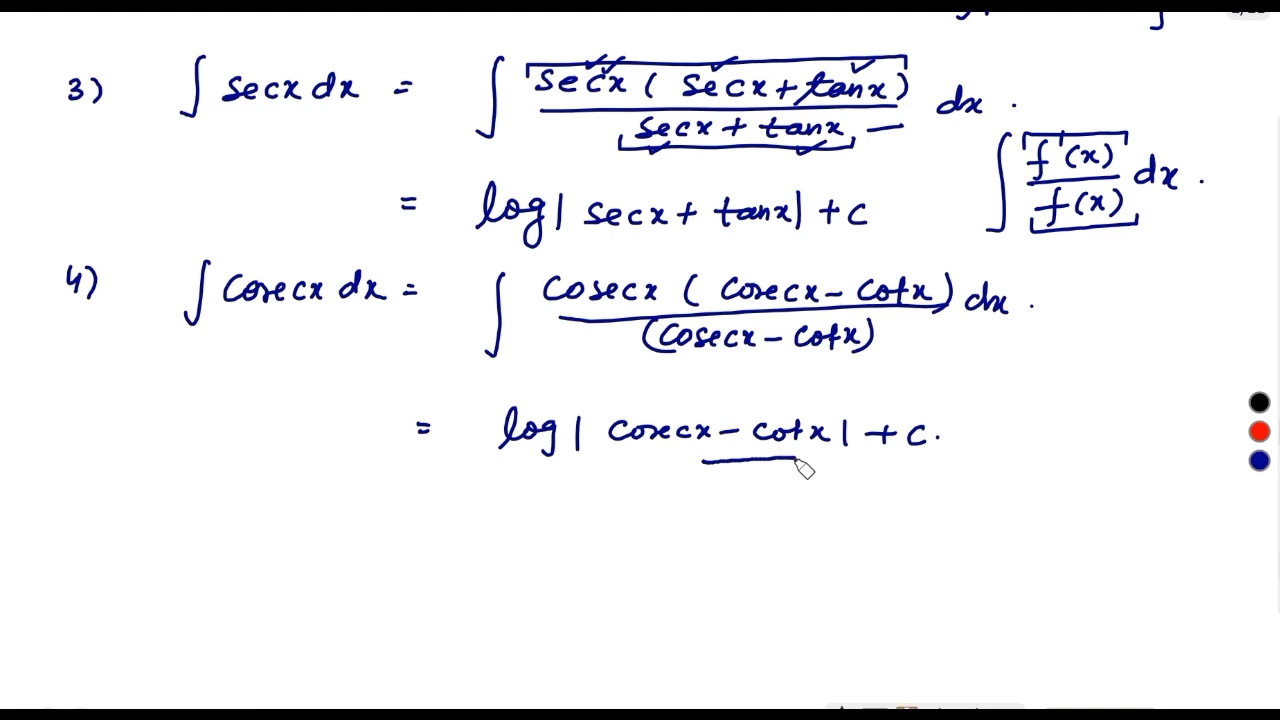 3) ∫ secx dx = ∫ secx ( secx + tanx) / secx + tanx dx .
∫ f'(x) / f(x) dx .
= log | secx + tanx | + c
4) ∫ cosecx dx = ∫ cosecx ( cosecx - cotx) / (cosecx - cotx) dx .
= log | cosecx - cotx | + c .